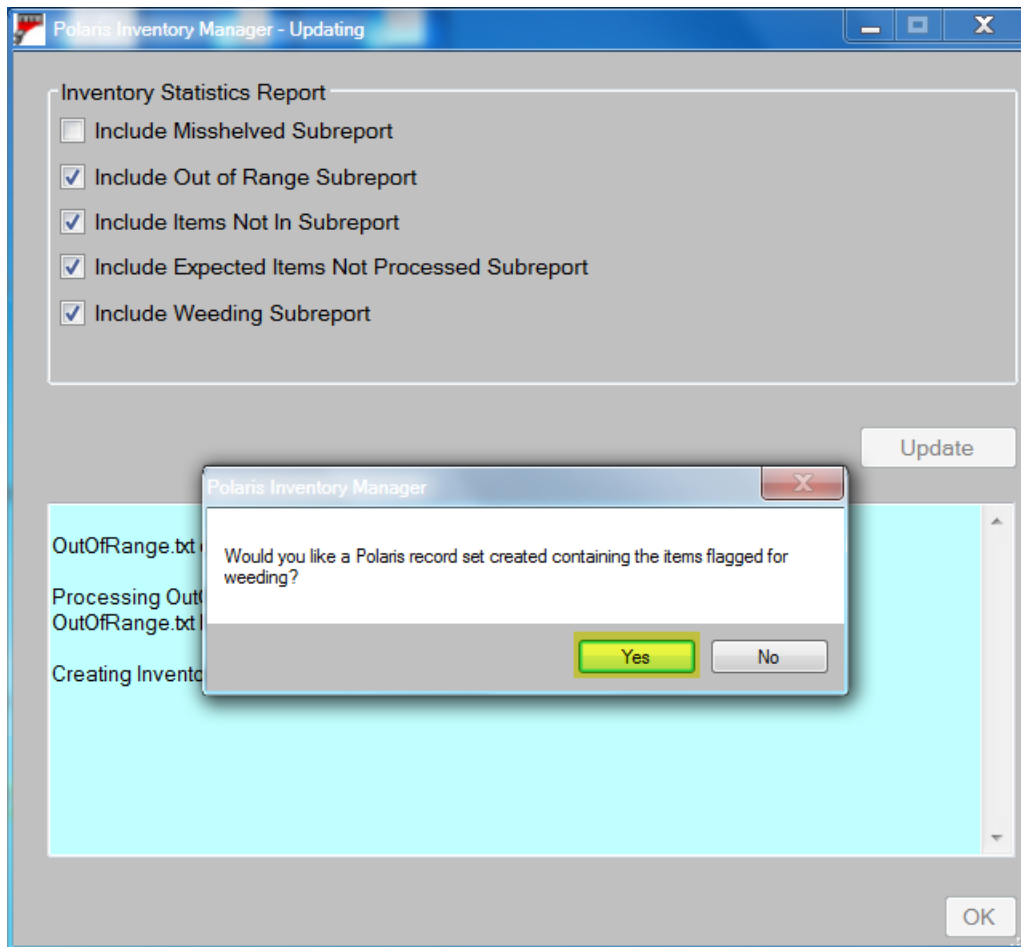 Polaris Inventory Manager - Updating
Inventory Statistics Report
Include Misshelved Subreport
Include Out of Range Subreport
Include Items Not In Subreport
Include Expected Items Not Processed Subreport
Include Weeding Subreport
Update
Polaris Inventory Manager
Would you like a Polaris record set created containing the items flagged for
weeding?
Yes
No
OutOfRange.txt
Processing
OutOfRange.txt
Creating
OK